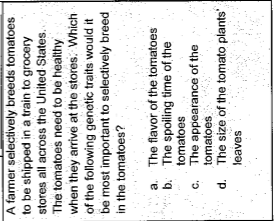 A farmer selectively breeds tomatoes
to be shipped in a train to grocery
stores all across the United States.
The tomatoes need to be healthy
when they arrive at the stores. Which
of the following genetic traits would it
be most important to selectively breed
in the tomatoes?
a. The flavor of the tomatoes
b. The spoiling time of the
tomatoes
c. The appearance of the
tomatoes
d. The size of the tomato plants'
leaves